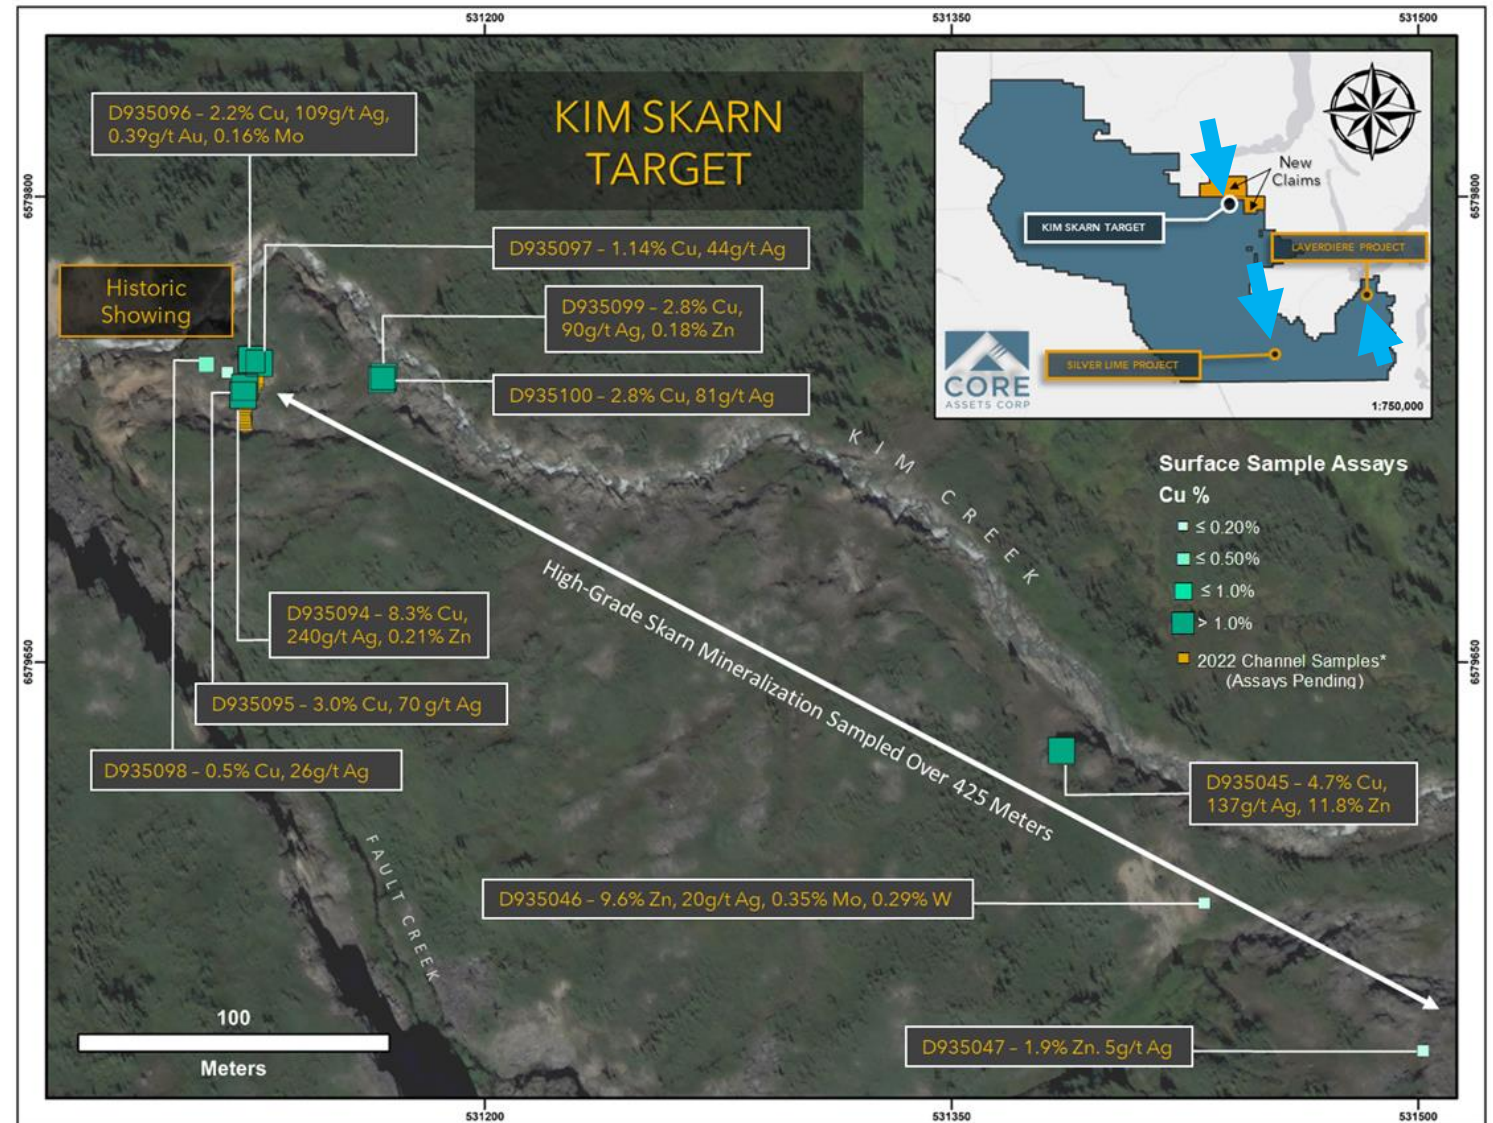 531200
531350
531500
6579800
6579800
6579650
6579650
531200
531350
531500
KIM SKARN
TARGET
D935096 – 2.2% Cu, 109g/t Ag,
0.39g/t Au, 0.16% Mo
D935097 – 1.14% Cu, 44g/t Ag
Historic
Showing
D935099 – 2.8% Cu,
90g/t Ag, 0.18% Zn
D935100 – 2.8% Cu, 81g/t Ag
D935094 – 8.3% Cu,
240g/t Ag, 0.21% Zn
D935095 – 3.0% Cu, 70 g/t Ag
D935098 – 0.5% Cu, 26g/t Ag
KIM CREEK
High-Grade Skarn Mineralization Sampled Over 425 Meters
FAULT CREEK
D935045 – 4.7% Cu,
137g/t Ag, 11.8% Zn
D935046 – 9.6% Zn, 20g/t Ag, 0.35% Mo, 0.29% W
D935047 – 1.9% Zn. 5g/t Ag
100
Meters
New
Claims
KIM SKARN TARGET
LAVERDIERE PROJECT
SILVER LIME PROJECT
CORE
ASSETS CORP
1:750,000
Surface Sample Assays
Cu %
≤ 0.20%
≤ 0.50%
≤ 1.0%
> 1.0%
2022 Channel Samples*
(Assays Pending)